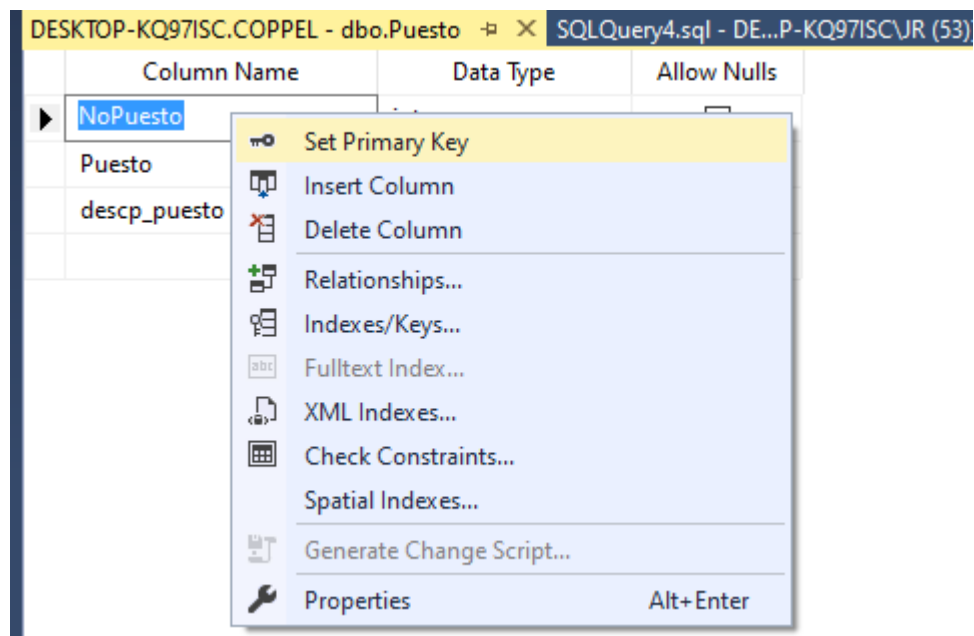 DESKTOP-KQ97ISC.COPPEL - dbo.Puesto SQLQuery4.sql - DE...P-KQ97ISC\JR (53))
Column Name Data Type Allow Nulls
NoPuesto
Set Primary Key
Puesto
Insert Column
descp_puesto
Delete Column
Relationships...
Indexes/Keys...
abc Fulltext Index...
XML Indexes...
Check Constraints...
Spatial Indexes...
Generate Change Script...
Properties Alt+Enter